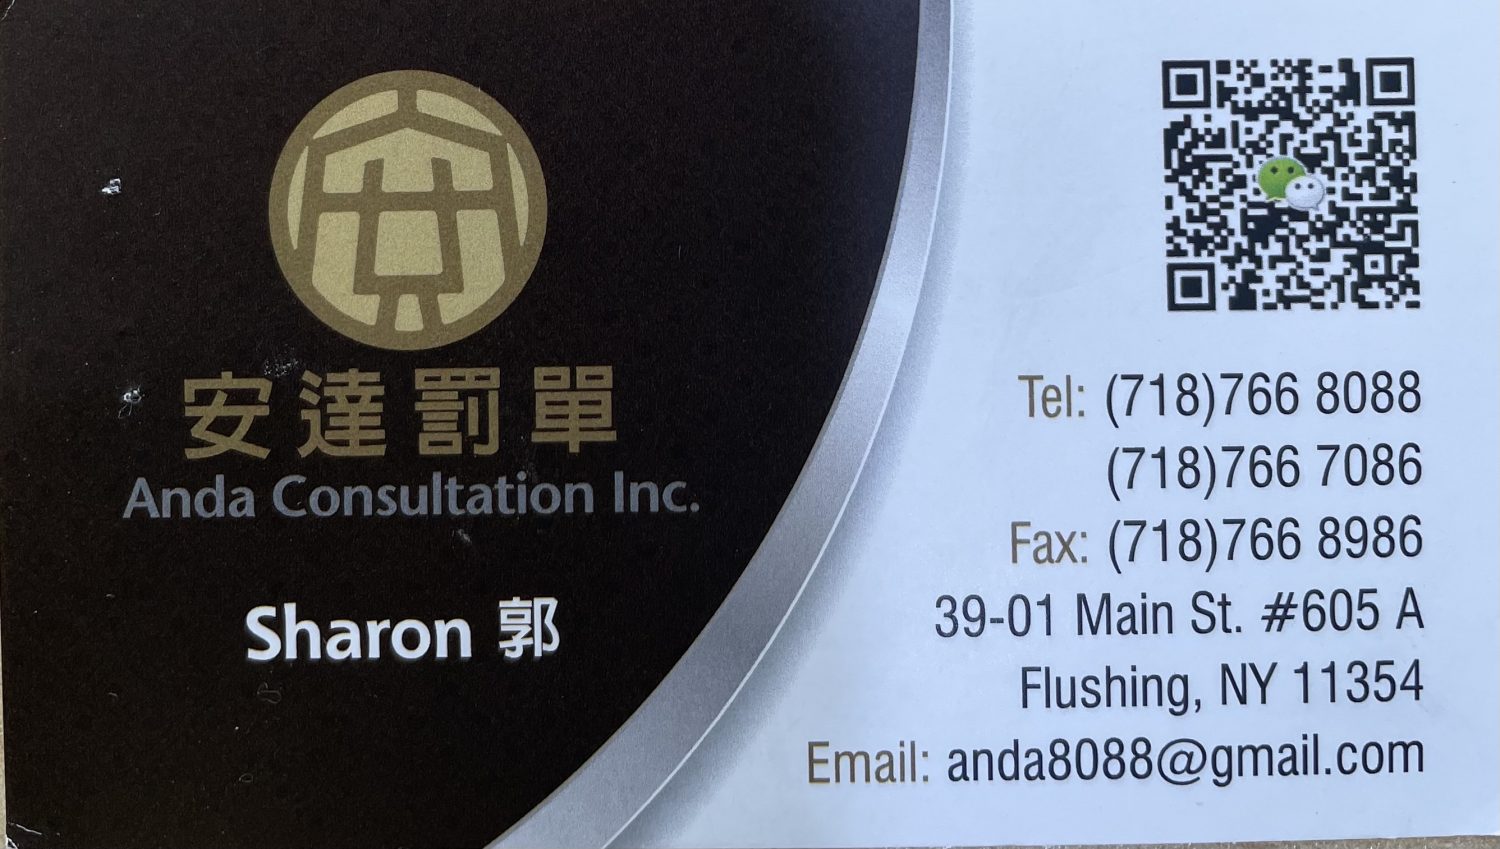 安達罰單
Anda Consultation Inc.
Sharon 郭
Tel: (718)766 8088
(718)766 7086
Fax: (718)766 8986
39-01 Main St. #605 A
Flushing, NY 11354
Email: anda8088@gmail.com